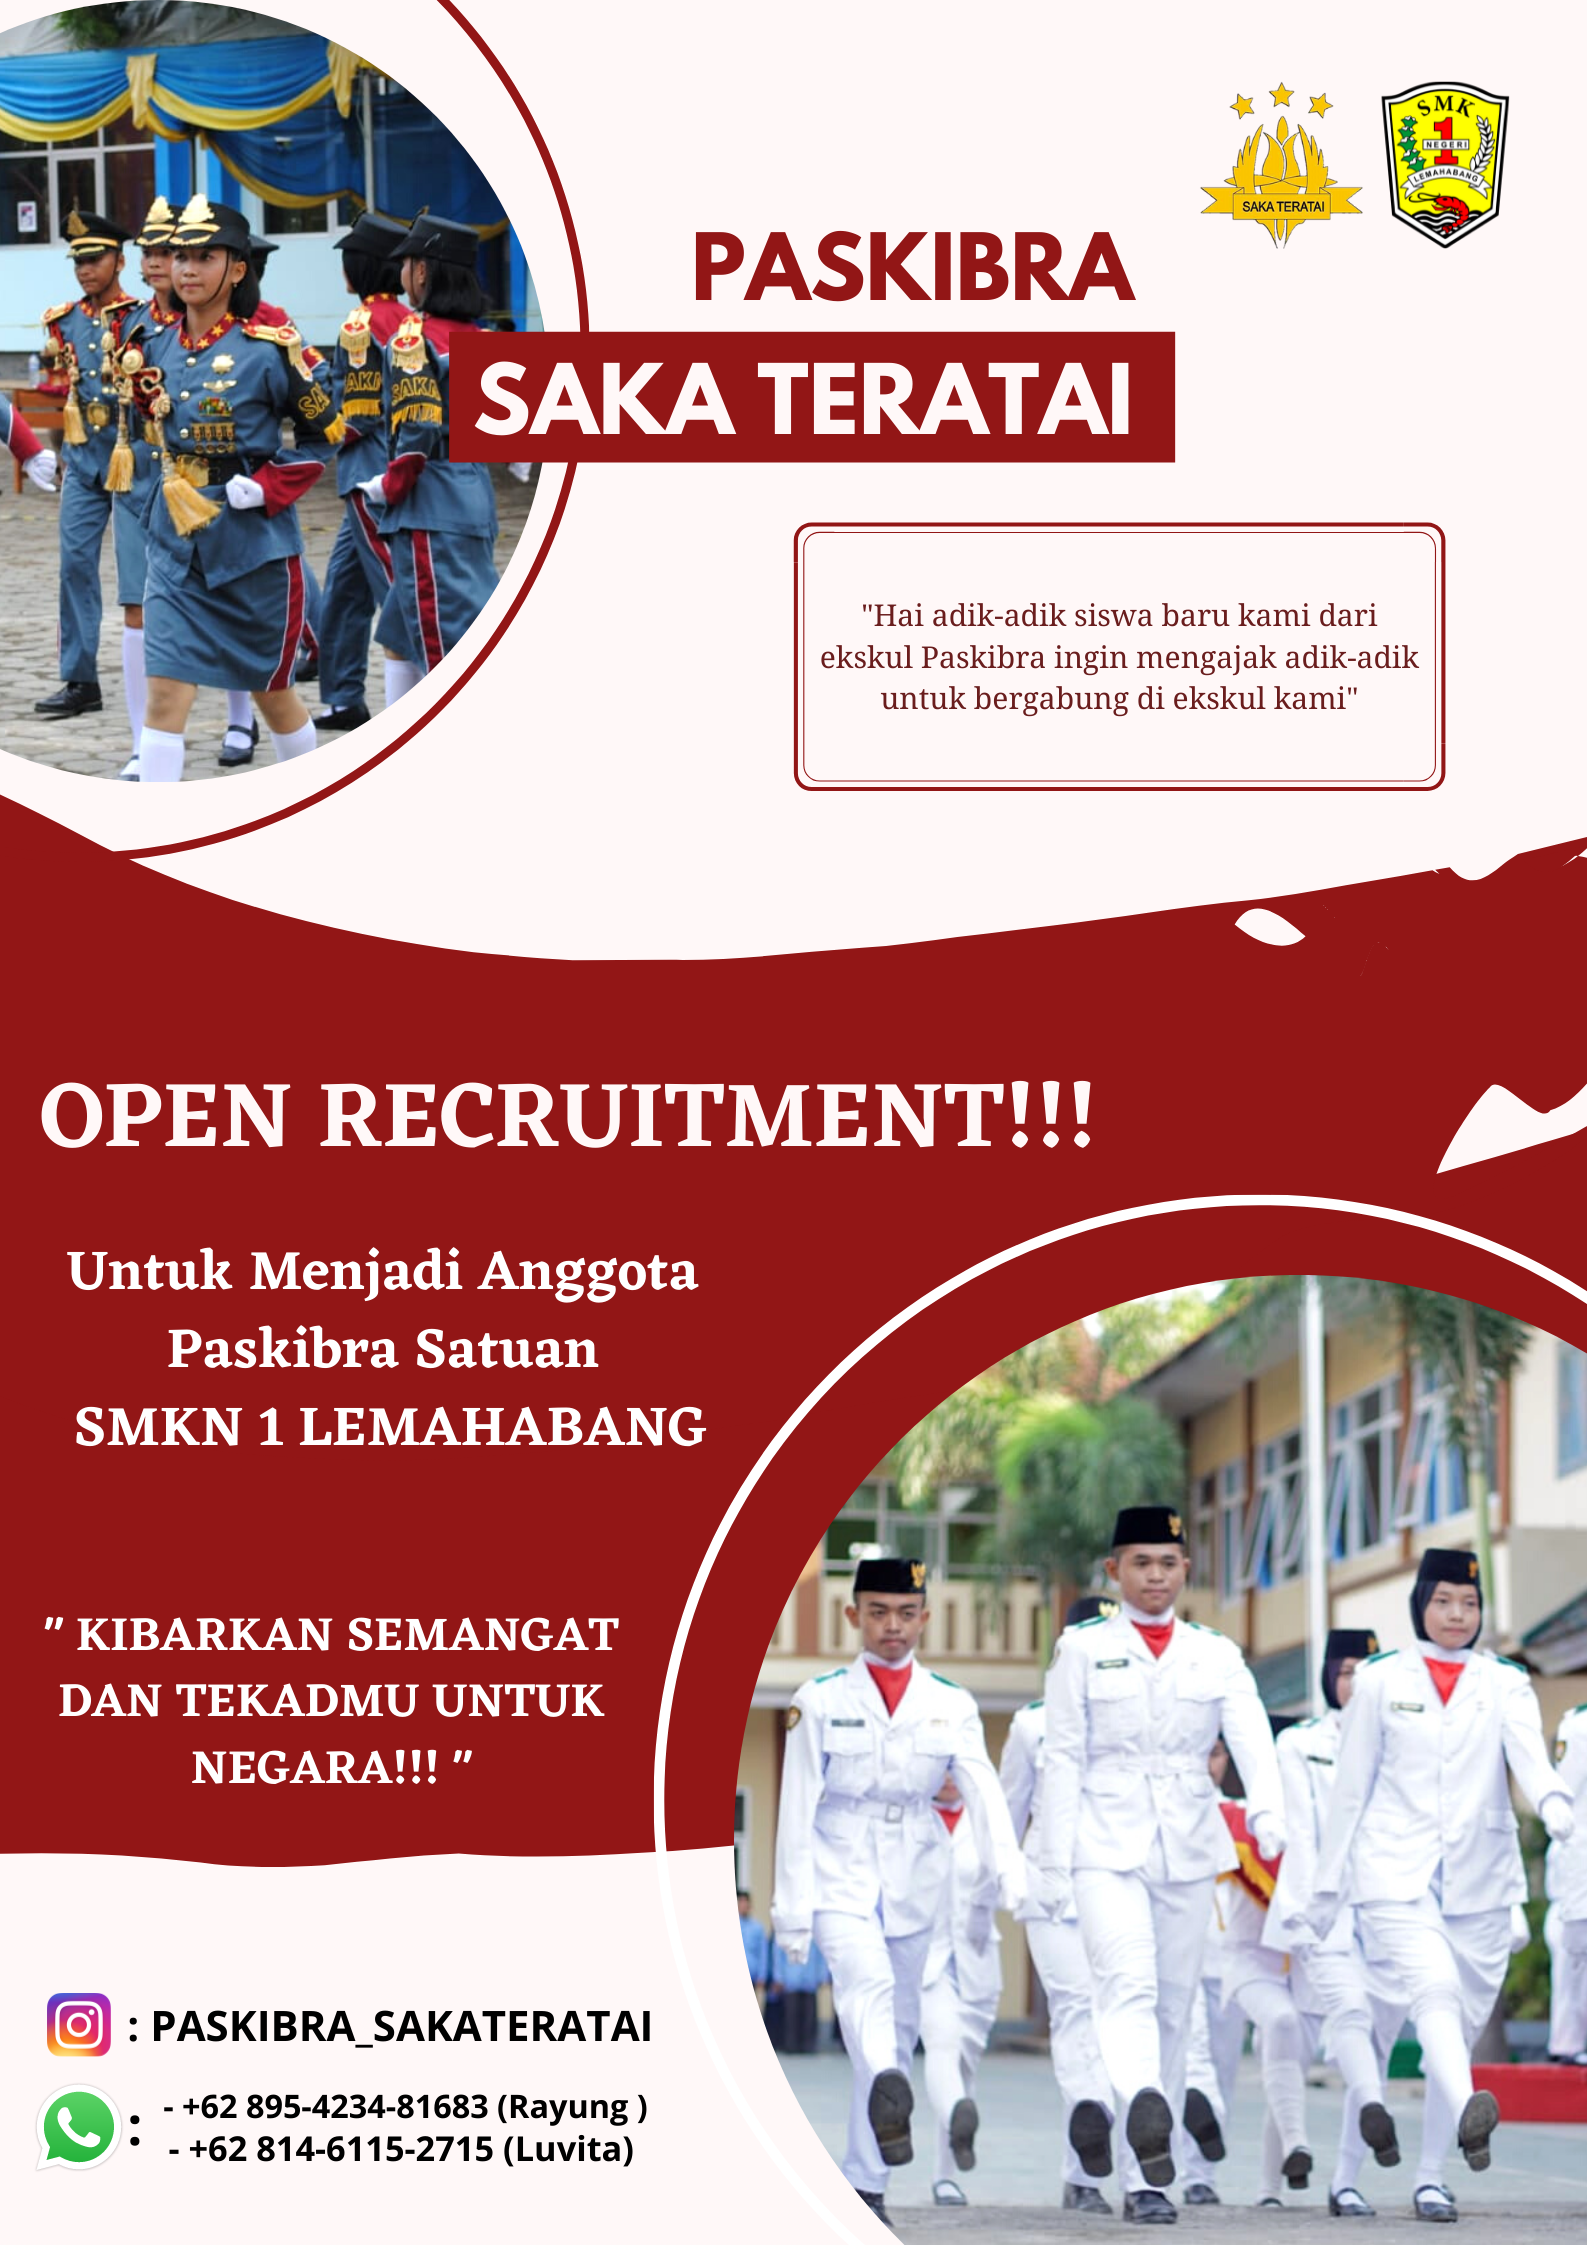 SAKA TERATAI
SMK
1
NEGERI
LEMAHABANG
PASKIBRA
SAKA TERATAI
"Hai adik-adik siswa baru kami dari
ekskul Paskibra ingin mengajak adik-adik
untuk bergabung di ekskul kami"
OPEN RECRUITMENT!!!
Untuk Menjadi Anggota
Paskibra Satuan
SMKN 1 LEMAHABANG
" KIBARKAN SEMANGAT
DAN TEKADMU UNTUK
NEGARA!!! "
: PASKIBRA_SAKATERATAI
: - +62 895-4234-81683 (Rayung )
- +62 814-6115-2715 (Luvita)